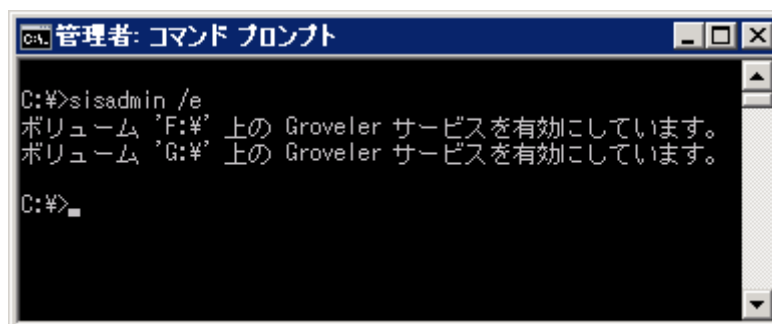 管理者: コマンド プロンプト
C:¥>sisadmin /e
ボリューム 'F:¥' 上の Groveler サービスを有効にしています。
ボリューム 'G:¥' 上の Groveler サービスを有効にしています。
C:¥>